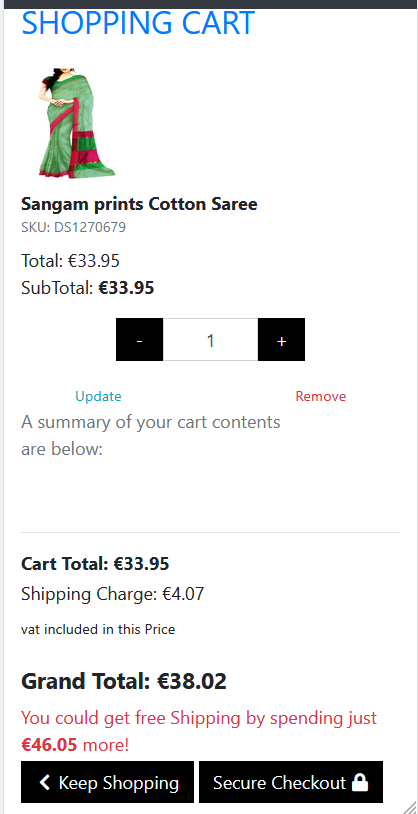 SHOPPING CART
Sangam prints Cotton Saree
SKU: DS1270679
Total: €33.95
SubTotal: €33.95
- 1 +
Update Remove
A summary of your cart contents
are below:
Cart Total: €33.95
Shipping Charge: €4.07
vat included in this Price
Grand Total: €38.02
You could get free Shipping by spending just
€46.05 more!
Keep Shopping Secure Checkout